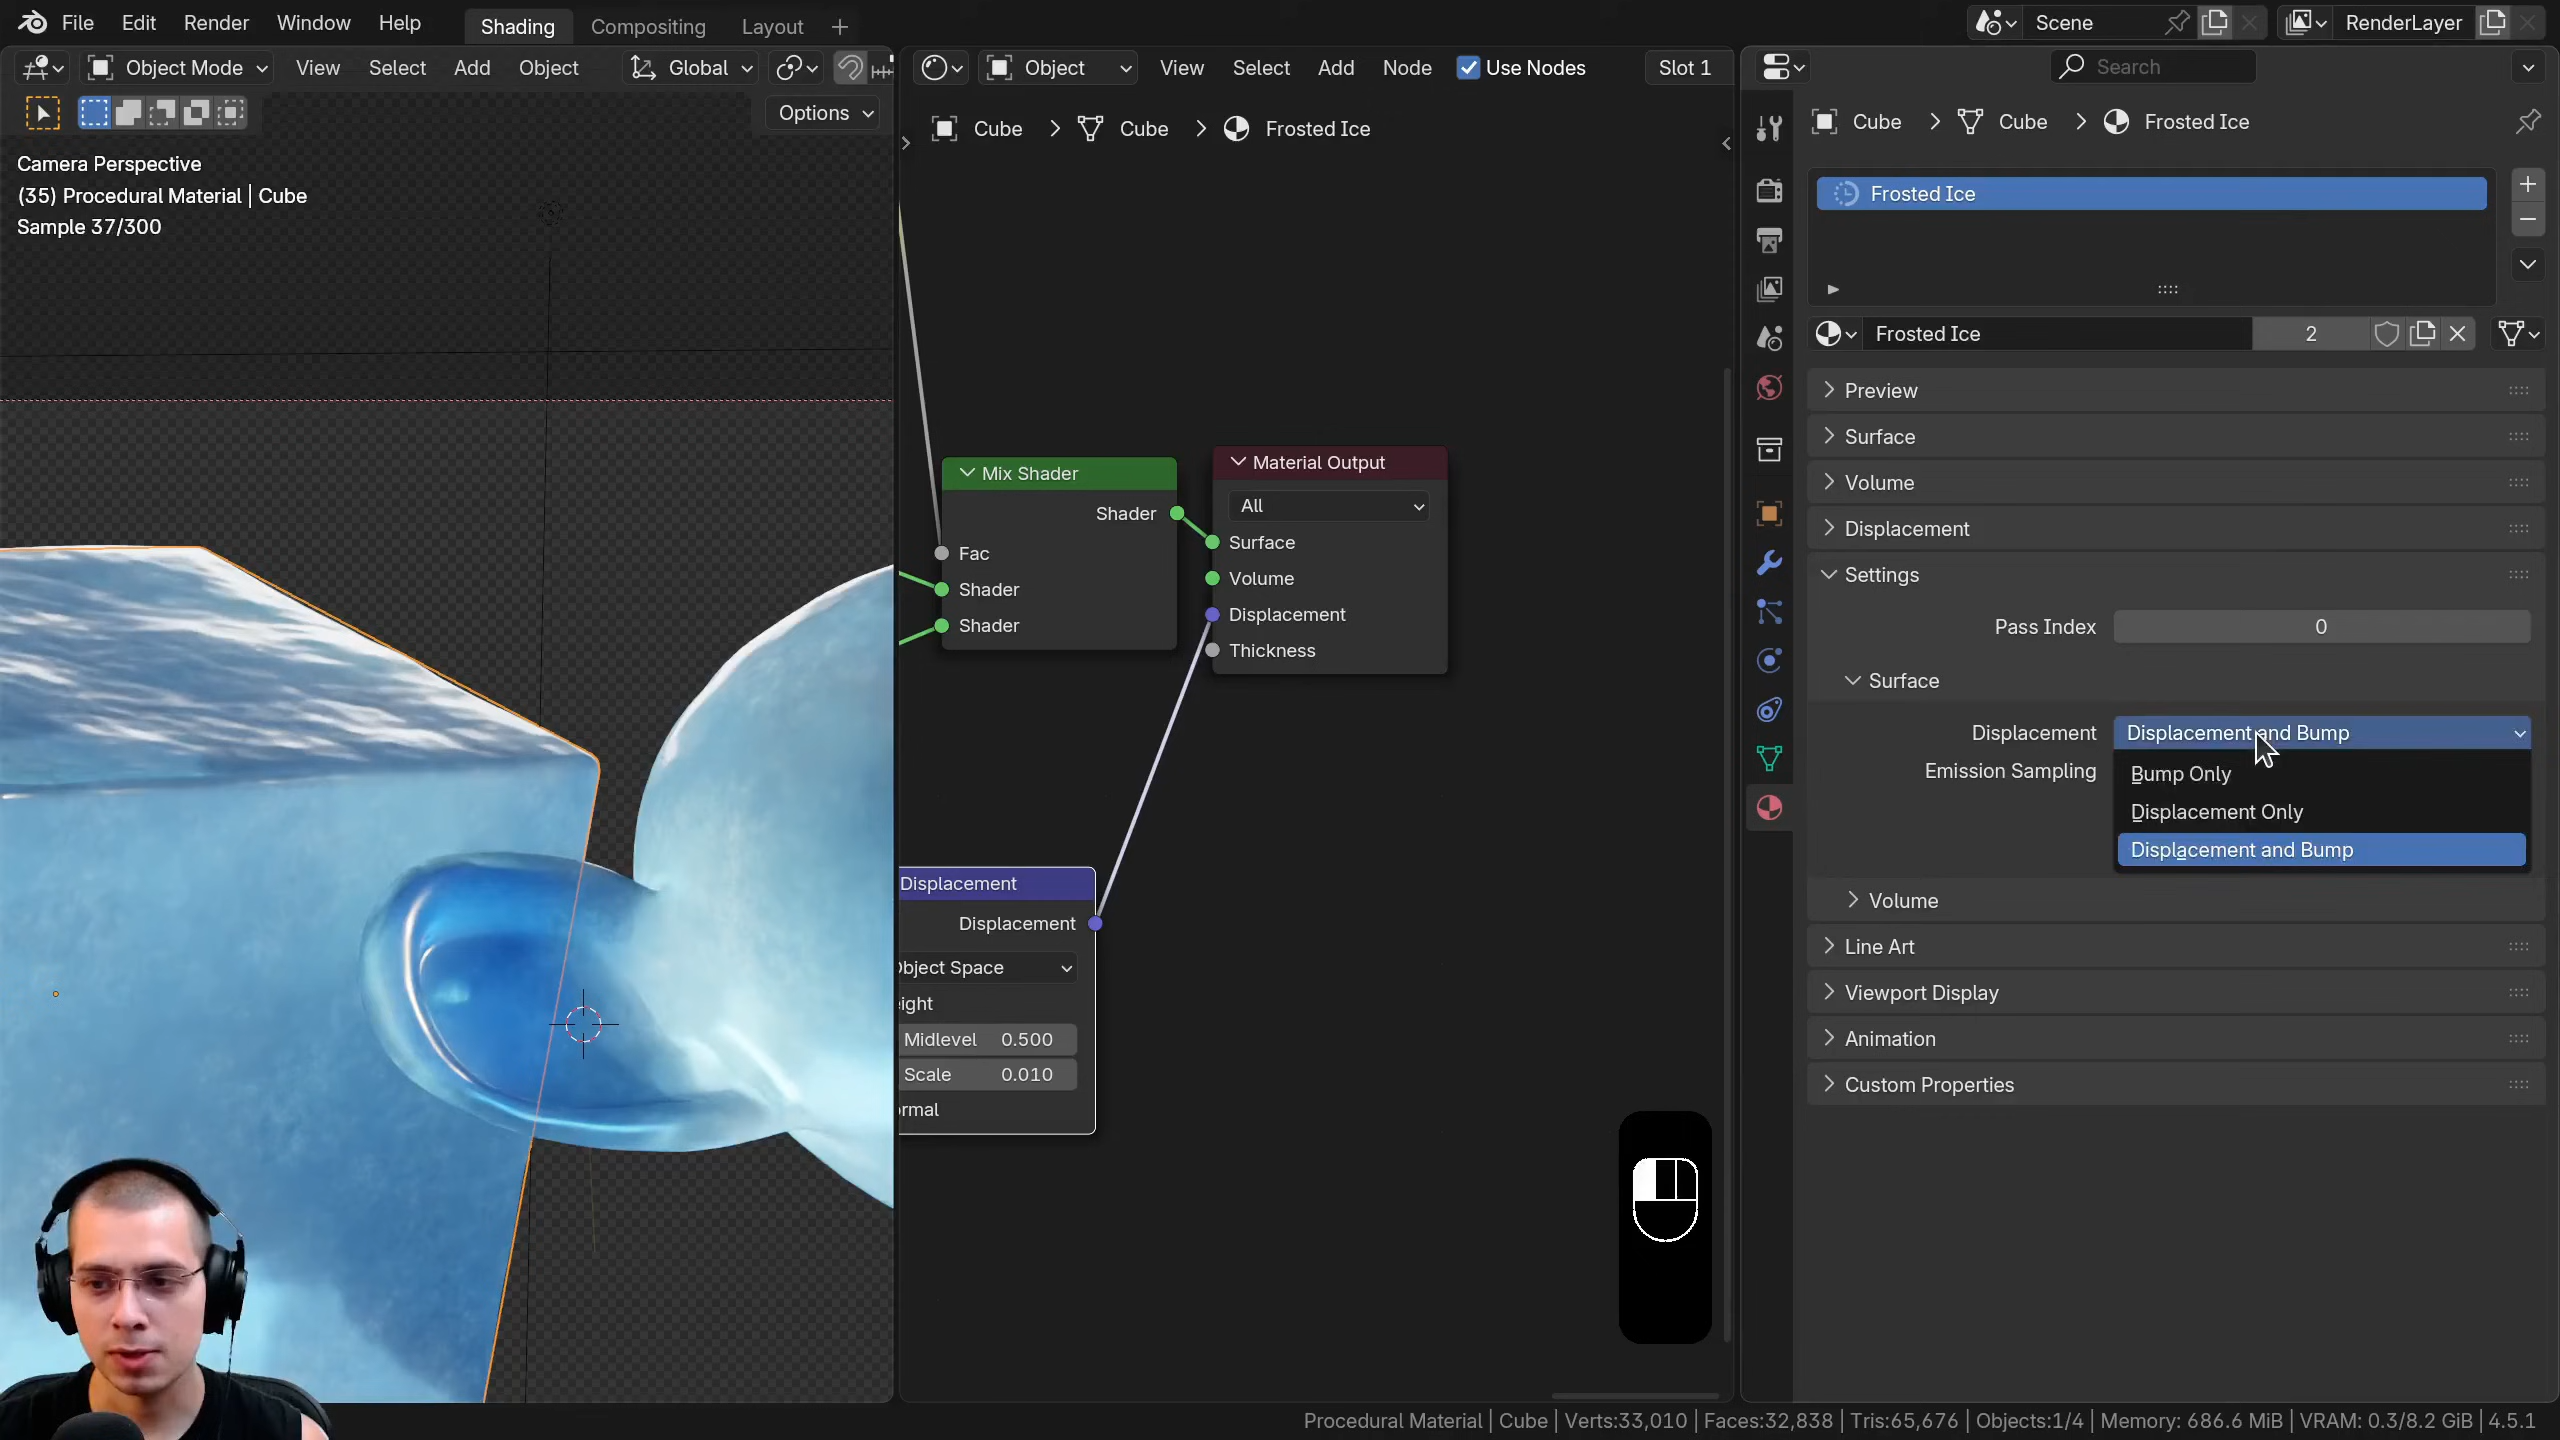 File Edit Render Window Help Shading Compositing Layout + Scene RenderLayer
Object Mode View Select Add Object Global
Options
Camera Perspective
(35) Procedural Material | Cube
Sample 37/300
Object View Select Add Node Use Nodes Slot 1
Cube > Cube > Frosted Ice
Mix Shader
Shader
Fac
Shader
Shader
Material Output
All
Surface
Volume
Displacement
Thickness
Displacement
Displacement
Object Space
ight
Midlevel 0.500
Scale 0.010
ormal
Search
Cube > Cube > Frosted Ice
Frosted Ice
Frosted Ice 2
Preview
Surface
Volume
Displacement
Settings
Pass Index 0
Surface
Displacement Displacement and Bump
Emission Sampling
Bump Only
Displacement Only
Displacement and Bump
Volume
Line Art
Viewport Display
Animation
Custom Properties
Procedural Material | Cube | Verts:33,010 | Faces:32,838 | Tris:65,676 | Objects:1/4 | Memory: 686.6 MiB | VRAM: 0.3/8.2 GiB | 4.5.1